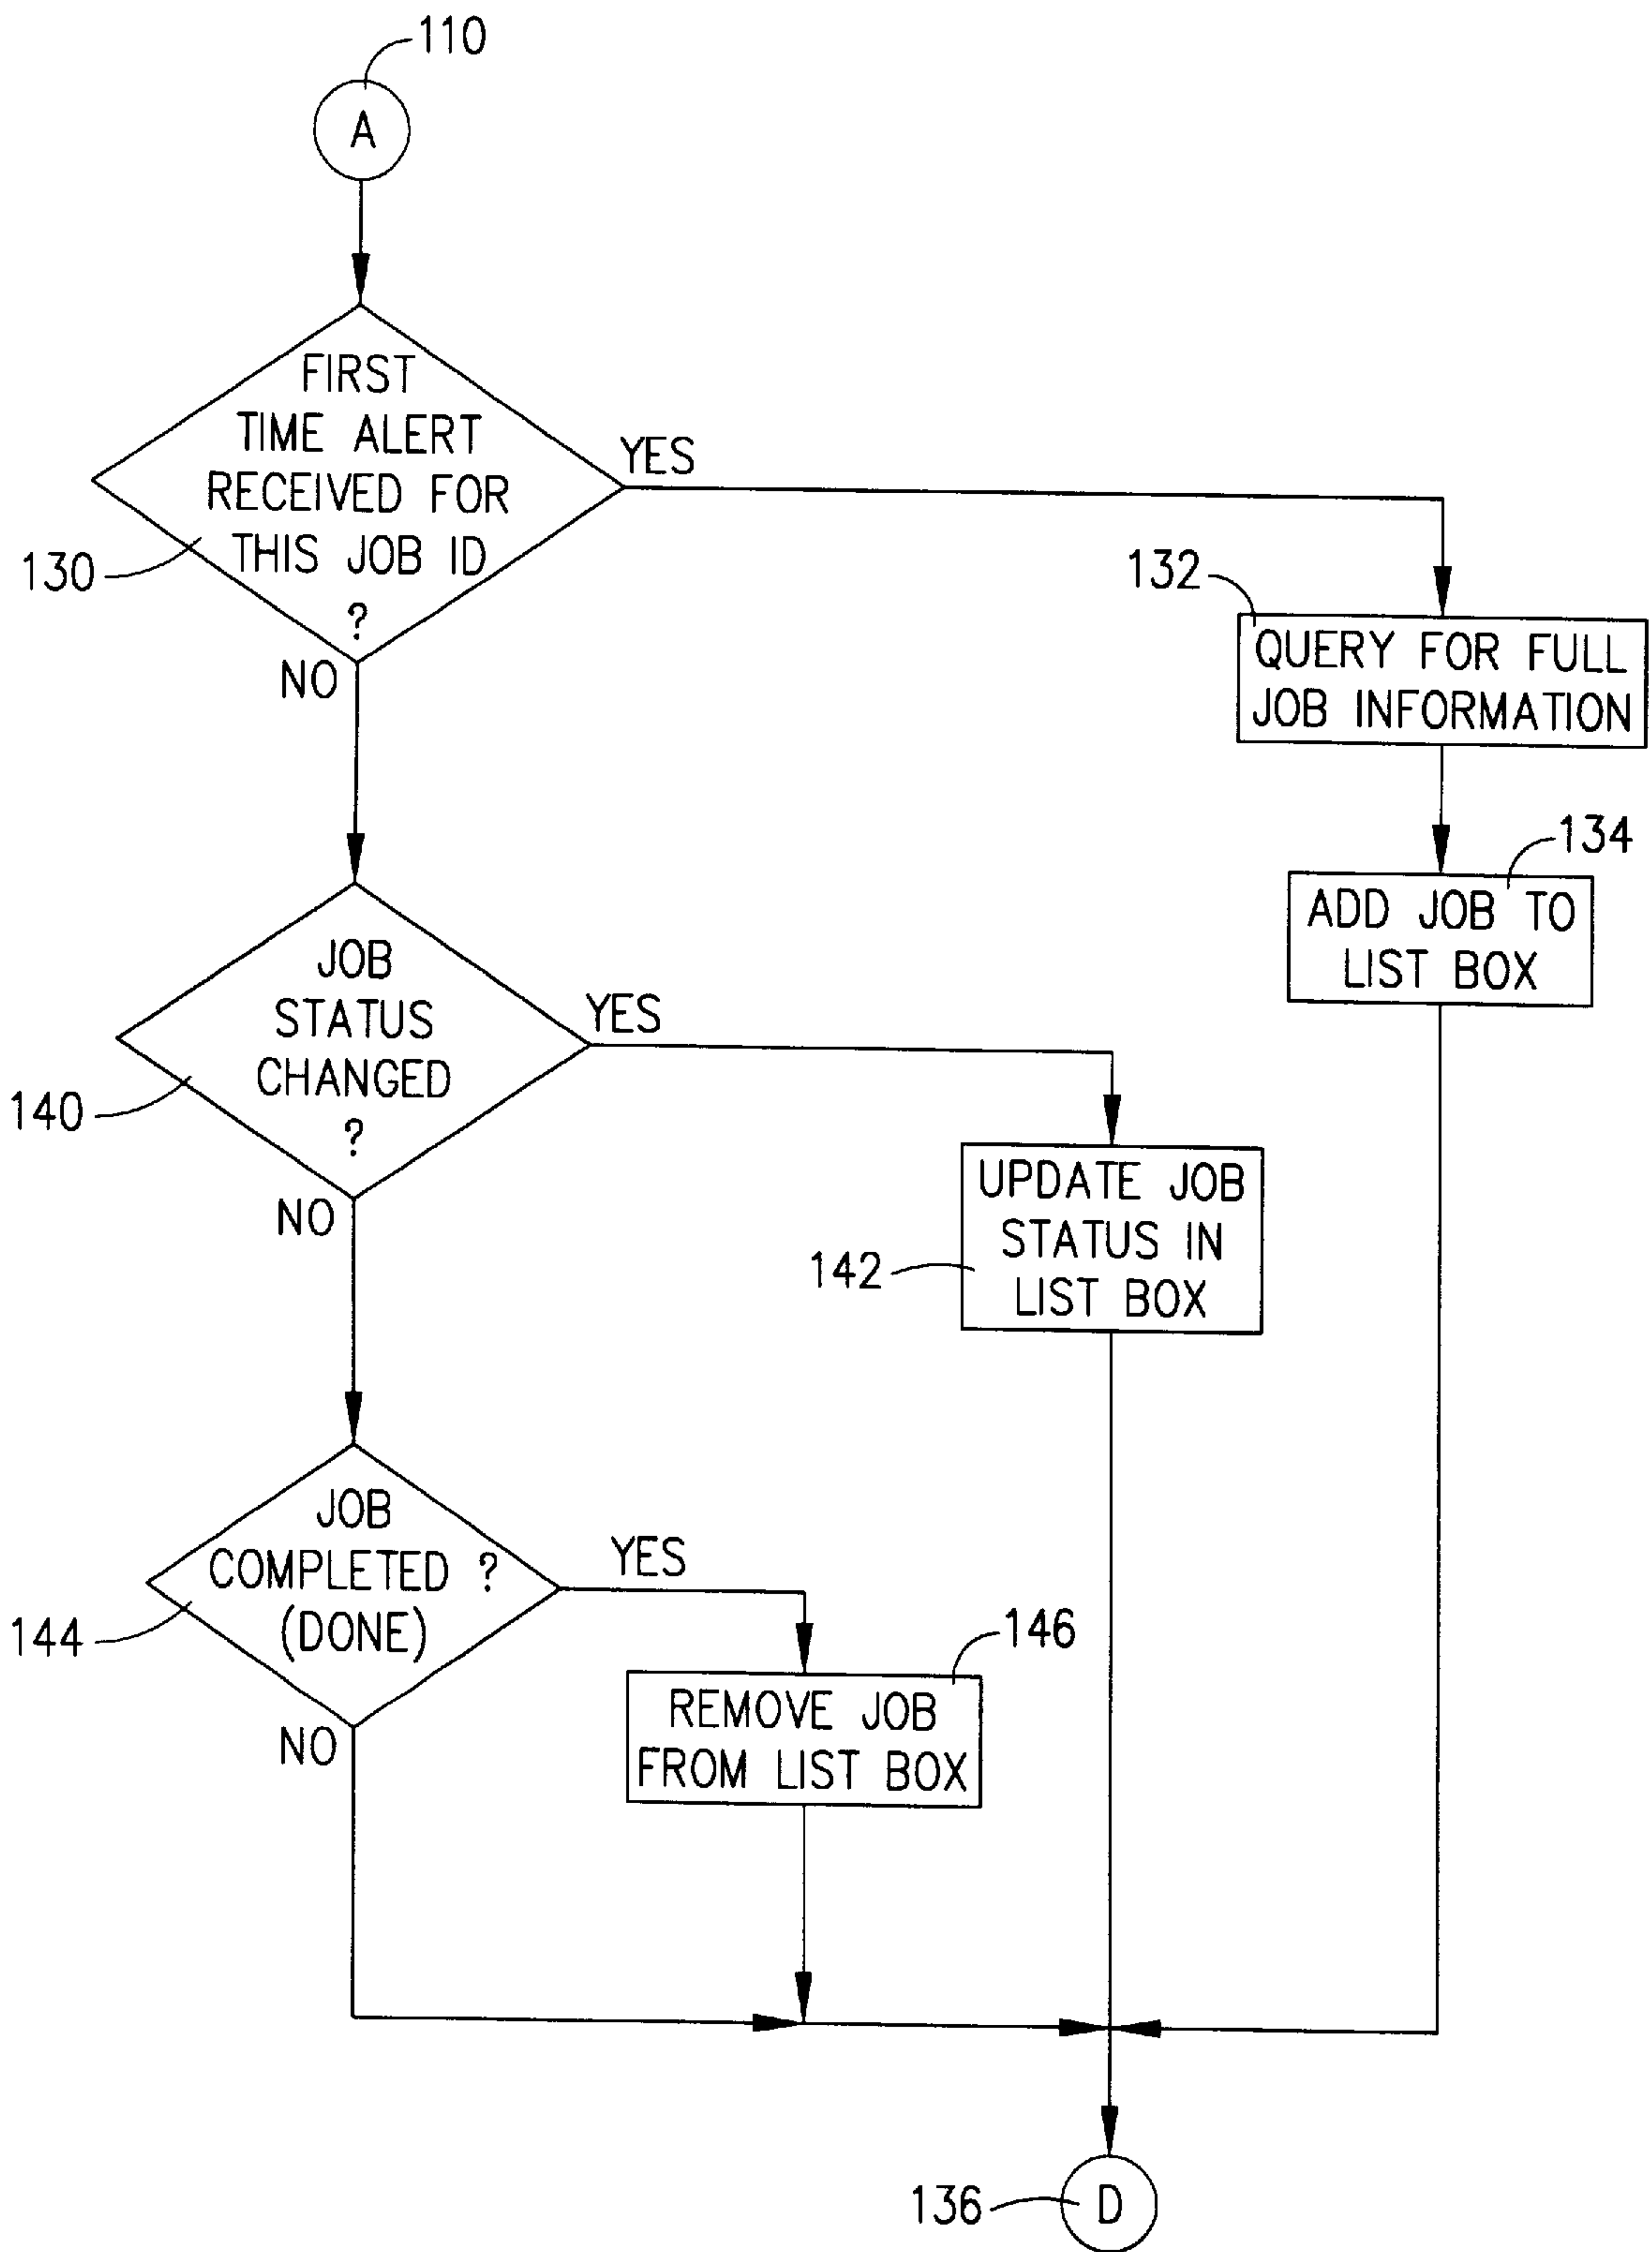 110
A
FIRST
TIME ALERT
RECEIVED FOR
THIS JOB ID
?
130
YES
NO
132
QUERY FOR FULL
JOB INFORMATION
134
ADD JOB TO
LIST BOX
JOB
STATUS
CHANGED
?
140
YES
NO
UPDATE JOB
STATUS IN
LIST BOX
142
JOB
COMPLETED ?
(DONE)
144
YES
NO
146
REMOVE JOB
FROM LIST BOX
136
D